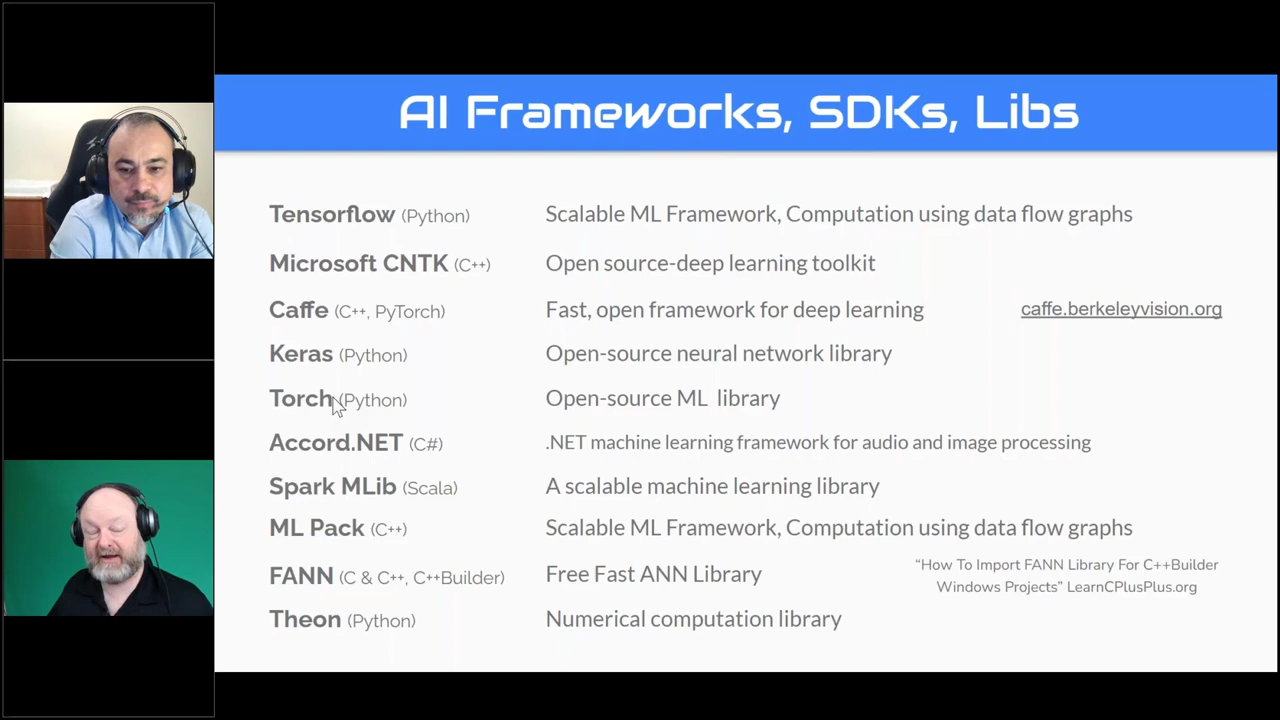 AI Frameworks, SDKs, Libs
Tensorflow (Python) Scalable ML Framework, Computation using data flow graphs
Microsoft CNTK (C++) Open source-deep learning toolkit
Caffe (C++, PyTorch) Fast, open framework for deep learning caffe.berkeleyvision.org
Keras (Python) Open-source neural network library
Torch (Python) Open-source ML library
Accord.NET (C#) .NET machine learning framework for audio and image processing
Spark MLib (Scala) A scalable machine learning library
ML Pack (C++) Scalable ML Framework, Computation using data flow graphs
FANN (C & C++, C++Builder) Free Fast ANN Library
“How To Import FANN Library For C++Builder
Windows Projects” LearnCPlusPlus.org
Theon (Python) Numerical computation library